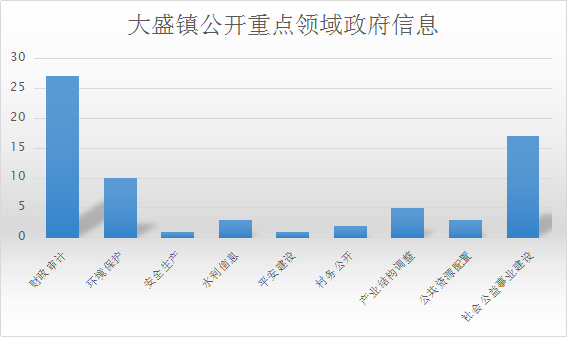 大盛镇公开重点领域政府信息
30
25
20
15
10
5
0
财政审计
环境保护
安全生产
水利信息
平安建设
村务公开
产业结构调整
公共资源配置
社会公益事业建设